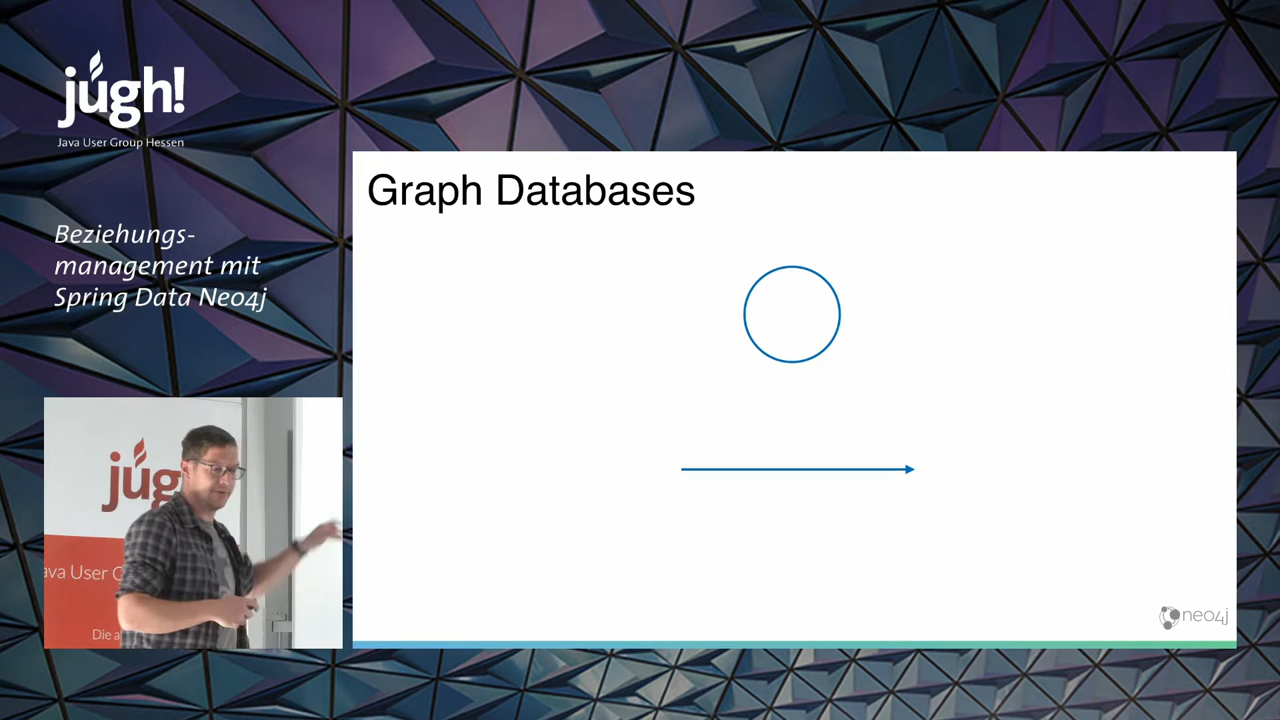 jugh!
Java User Group Hessen
Beziehungs-
management mit
Spring Data Neo4j
Graph Databases
jug
ava User G
Die a
neo4j